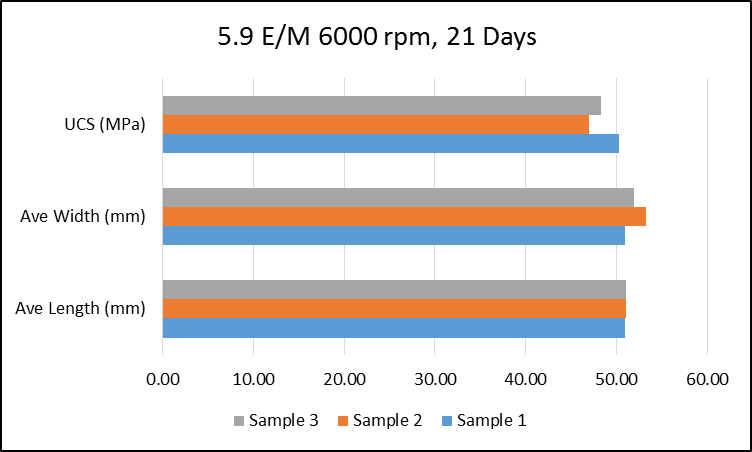 5.9 E/M 6000 rpm, 21 Days
UCS (MPa)
Ave Width (mm)
Ave Length (mm)
0.00 10.00 20.00 30.00 40.00 50.00 60.00
Sample 3 Sample 2 Sample 1